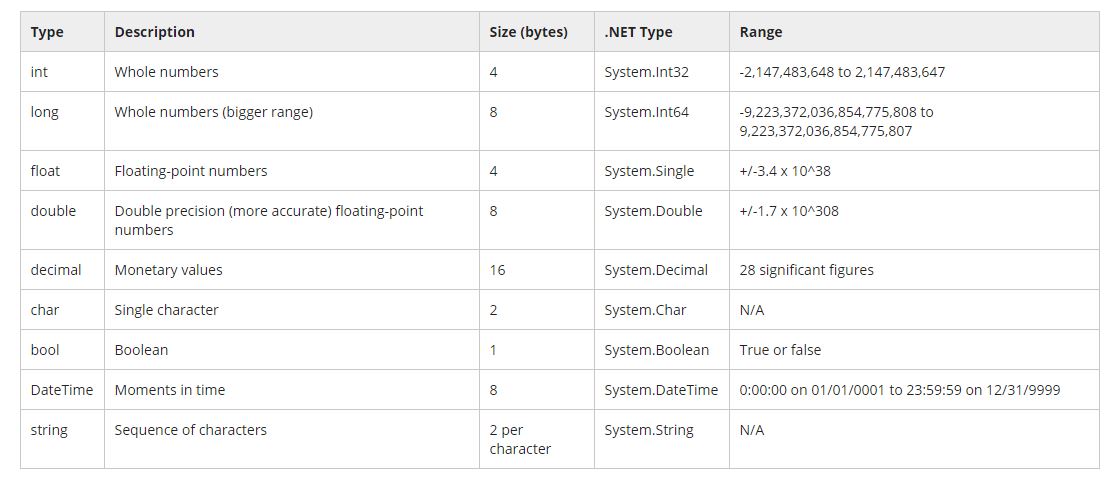 Type Description Size (bytes) .NET Type Range
int Whole numbers 4 System.Int32 -2,147,483,648 to 2,147,483,647
long Whole numbers (bigger range) 8 System.Int64 -9,223,372,036,854,775,808 to
9,223,372,036,854,775,807
float Floating-point numbers 4 System.Single +/-3.4 x 10^38
double Double precision (more accurate) floating-point 8 System.Double +/-1.7 x 10^308
numbers
decimal Monetary values 16 System.Decimal 28 significant figures
char Single character 2 System.Char N/A
bool Boolean 1 System.Boolean True or false
DateTime Moments in time 8 System.DateTime 0:00:00 on 01/01/0001 to 23:59:59 on 12/31/9999
string Sequence of characters 2 per System.String N/A
character